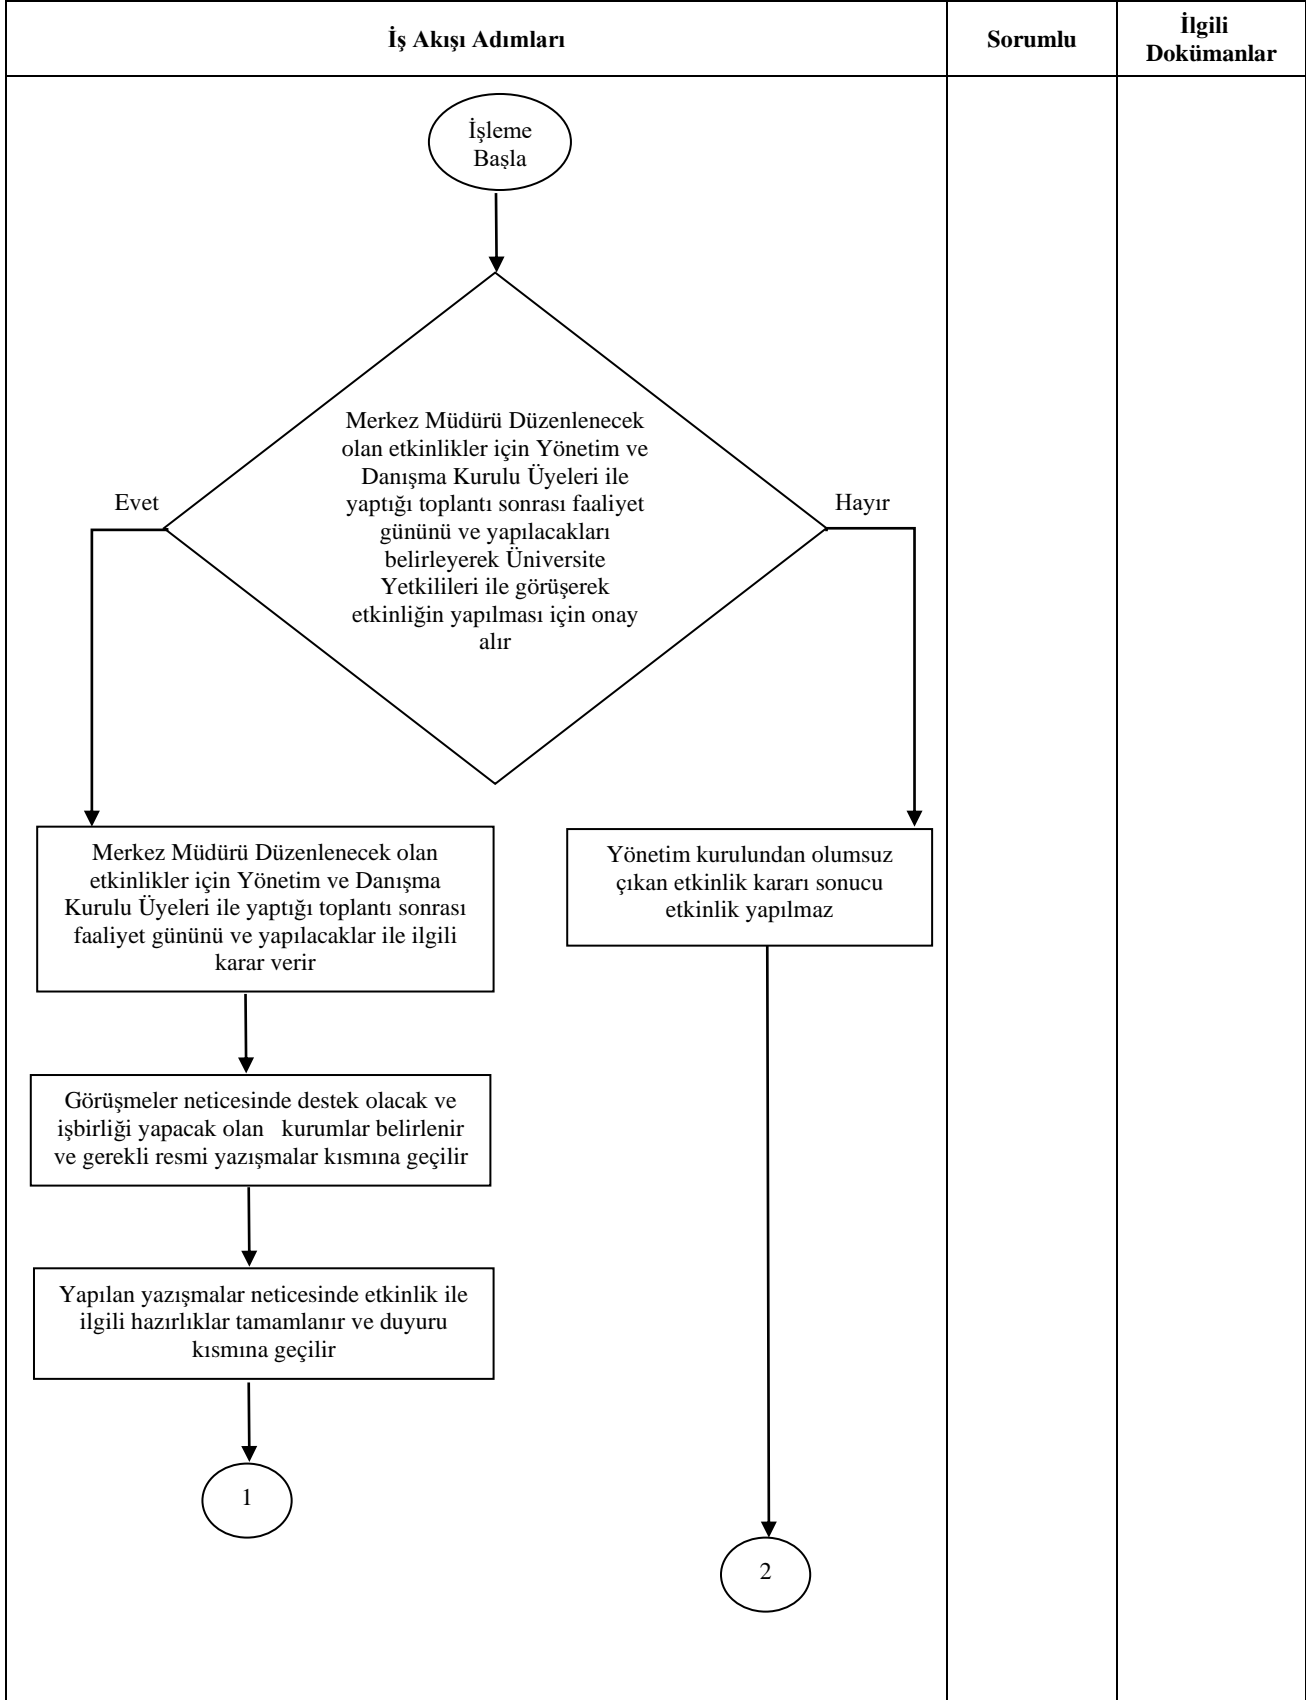 İş Akışı Adımları
Sorumlu
İlgili
Dokümanlar
İşleme
Başla
Merkez Müdürü Düzenlenecek
olan etkinlikler için Yönetim ve
Danışma Kurulu Üyeleri ile
yaptığı toplantı sonrası faaliyet
gününü ve yapılacakları
belirleyerek Üniversite
Yetkilileri ile görüşerek
etkinliğin yapılması için onay
alır
Evet
Hayır
Merkez Müdürü Düzenlenecek olan
etkinlikler için Yönetim ve Danışma
Kurulu Üyeleri ile yaptığı toplantı sonrası
faaliyet gününü ve yapılacaklar ile ilgili
karar verir
Yönetim kurulundan olumsuz
çıkan etkinlik kararı sonucu
etkinlik yapılmaz
Görüşmeler neticesinde destek olacak ve
işbirliği yapacak olan   kurumlar belirlenir
ve gerekli resmi yazışmalar kısmına geçilir
Yapılan yazışmalar neticesinde etkinlik ile
ilgili hazırlıklar tamamlanır ve duyuru
kısmına geçilir
1
2